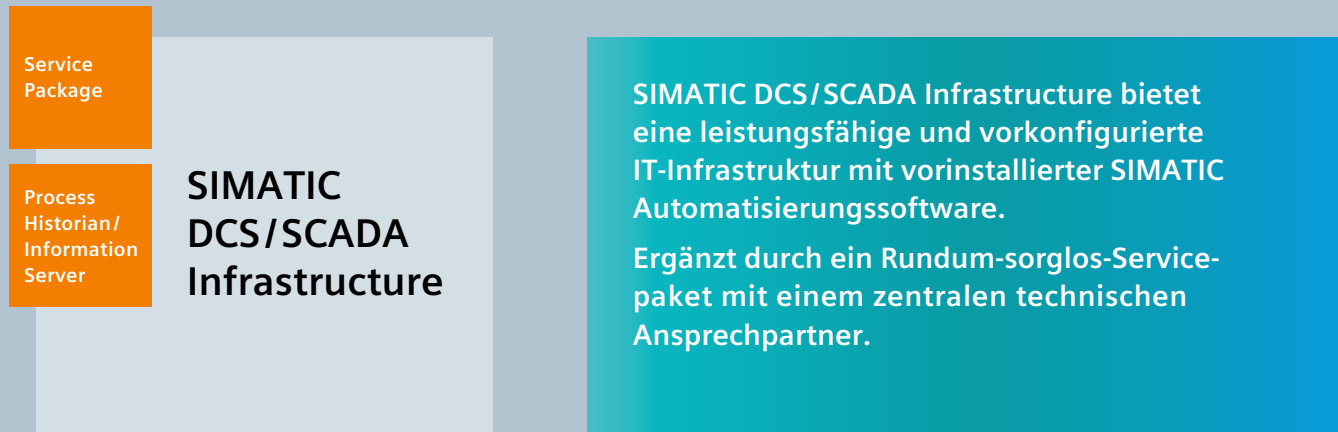 Service
Package
Process
Historian/
Information
Server
SIMATIC
DCS/SCADA
Infrastructure
SIMATIC DCS/SCADA Infrastructure bietet
eine leistungsfähige und vorkonfigurierte
IT-Infrastruktur mit vorinstallierter SIMATIC
Automatisierungssoftware.
Ergänzt durch ein Rundum-sorglos-Service-
paket mit einem zentralen technischen
Ansprechpartner.